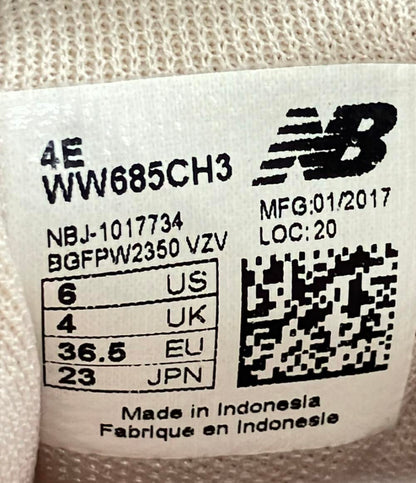 4E
WW685CH3
NB
NBJ-1017734
BGFPW2350 VZV
MFG:01/2017
LOC: 20
6 US
4 UK
36.5 EU
23 JPN
Made in Indonesia
Fabrique en Indonesie